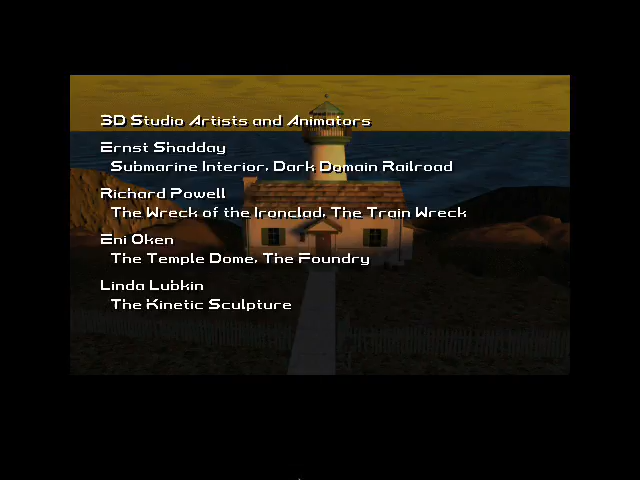 3D Studio Artists and Animators
Ernst Shadday
Submarine Interior, Dark Domain Railroad
Richard Powell
The Wreck of the Ironclad, The Train Wreck
Eni Oken
The Temple Dome, The Foundry
Linda Lubkin
The Kinetic Sculpture